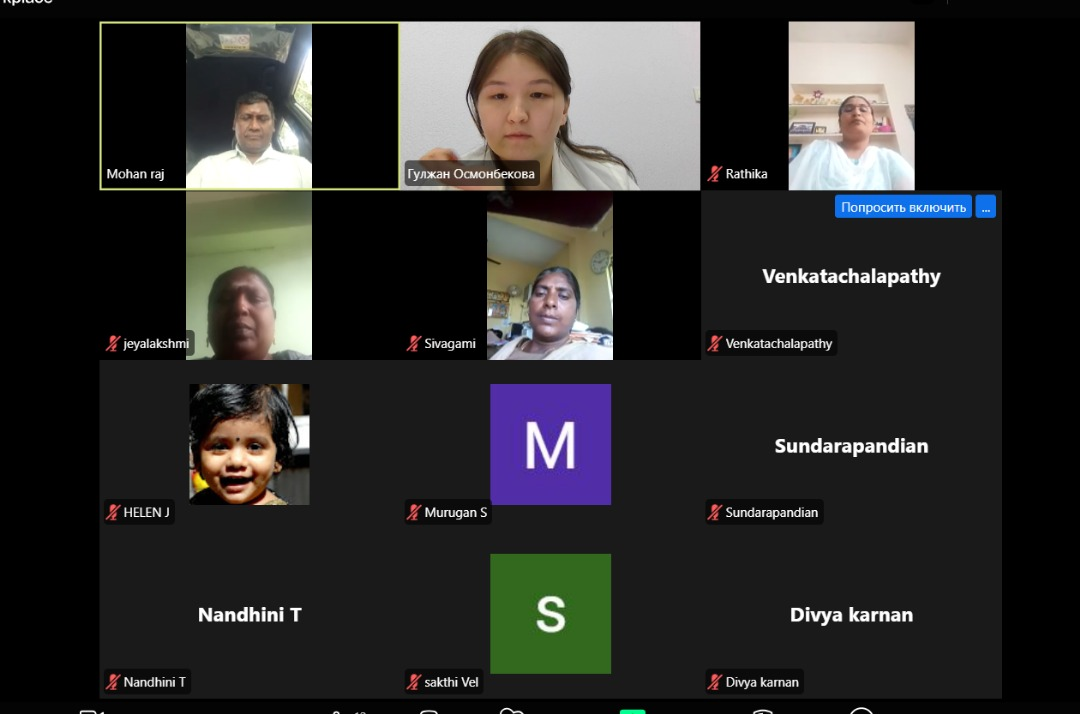 Mohan raj
Гулжан Осмонбекова
Rathika
jeyalakshmi
Sivagami
Попросить включить
...
Venkatachalapathy
Venkatachalapathy
HELEN J
M
Murugan S
Sundarapandian
Sundarapandian
Nandhini T
Nandhini T
S
sakthi Vel
Divya karnan
Divya karnan